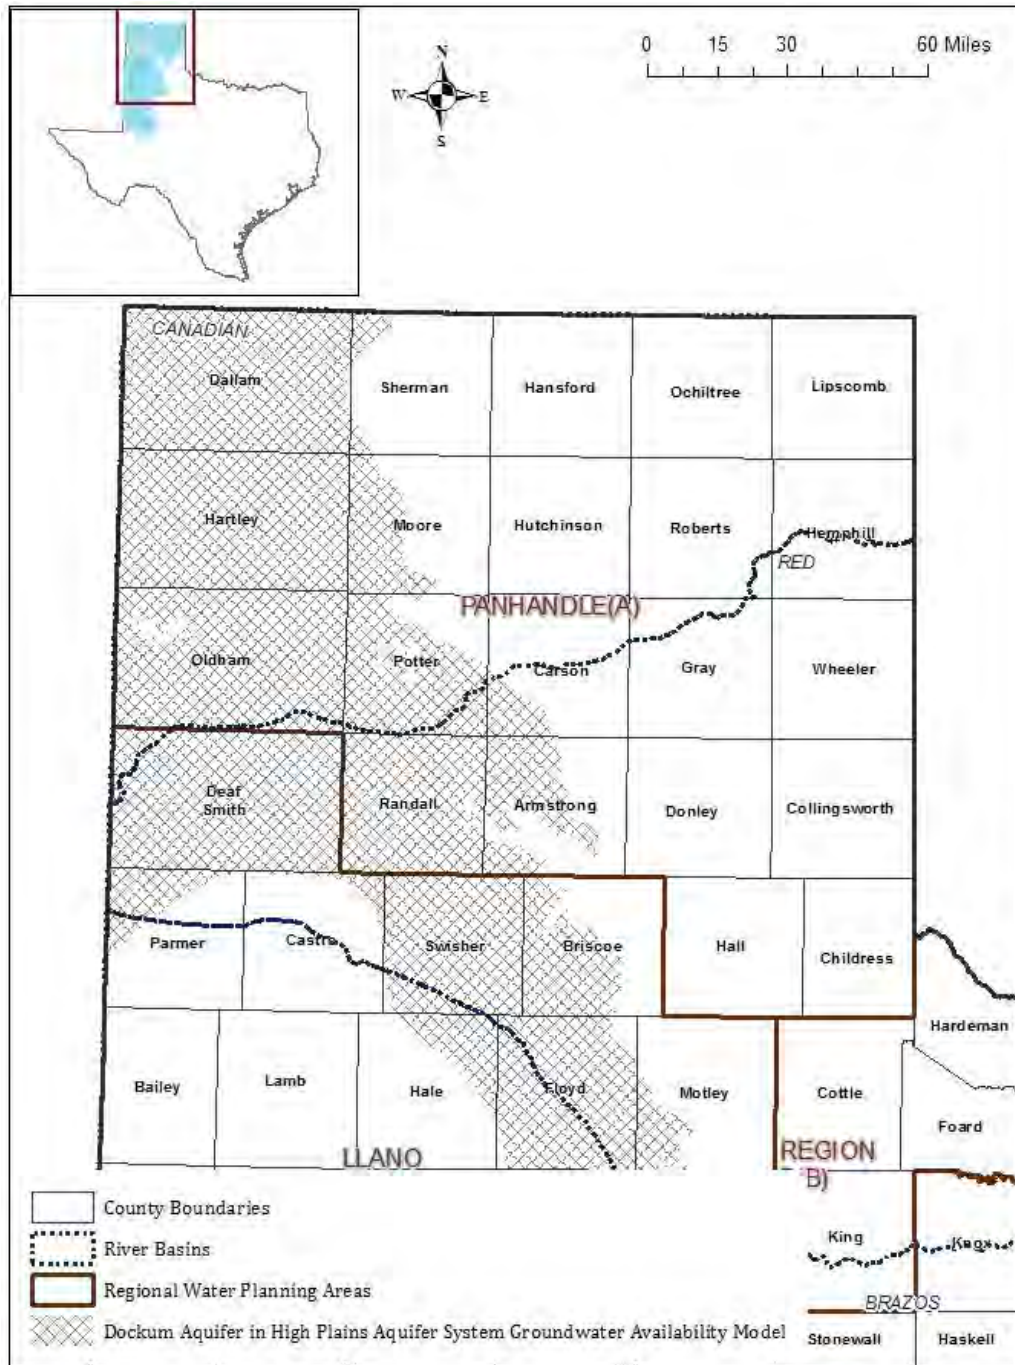 0 15 30 60 Miles
N
W E
S
CANADIAN
Dallam
Sherman
Hansford
Ochiltree
Lipscomb
Hartley
Moore
Hutchinson
Roberts
Hemphill
RED
PANHANDLE(A)
Oldham
Potter
Carson
Gray
Wheeler
Deaf
Smith
Randall
Armstrong
Donley
Collingsworth
Parmer
Castro
Swisher
Briscoe
Hall
Childress
Hardeman
Bailey
Lamb
Hale
Floyd
Motley
Cottle
Foard
LLANO
REGION
B)
King
Knox
BRAZOS
Stonewall
Haskell
County Boundaries
River Basins
Regional Water Planning Areas
Dockum Aquifer in High Plains Aquifer System Groundwater Availability Model